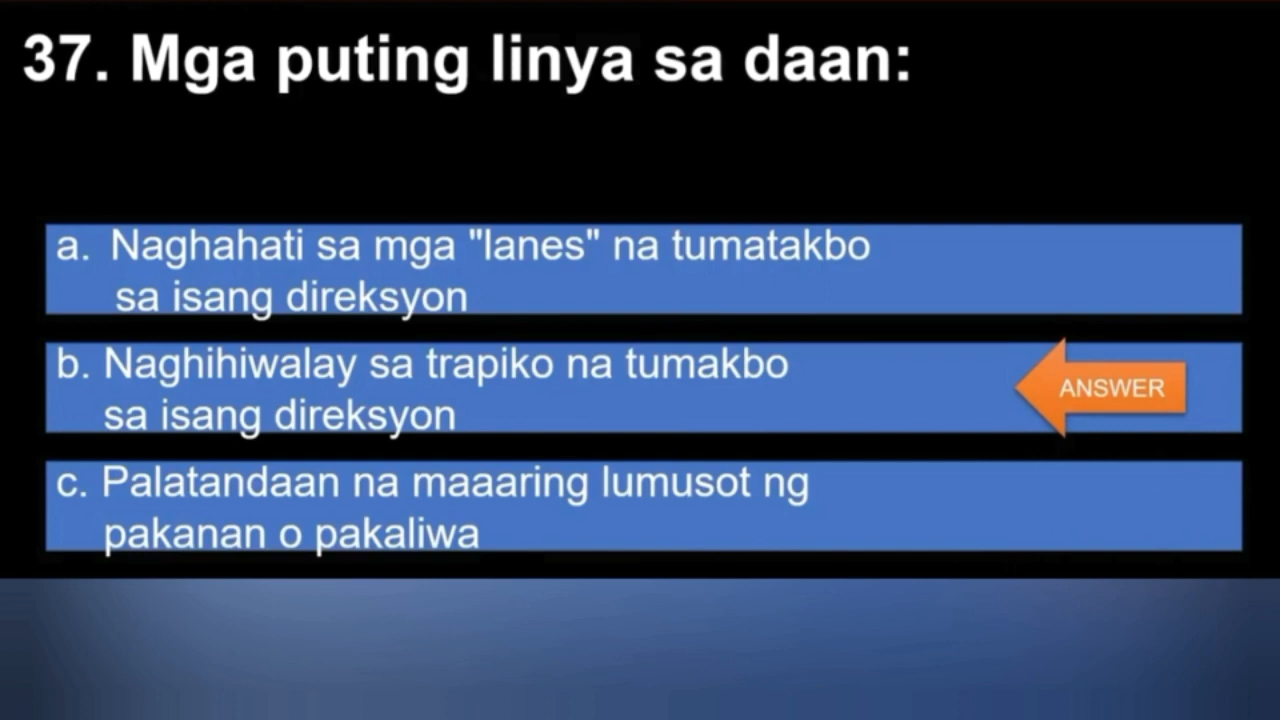 37. Mga puting linya sa daan:
a. Naghahati sa mga "lanes" na tumatakbo
sa isang direksyon
b. Naghihiwalay sa trapiko na tumakbo
sa isang direksyon
ANSWER
c. Palatandaan na maaaring lumusot ng
pakanan o pakaliwa